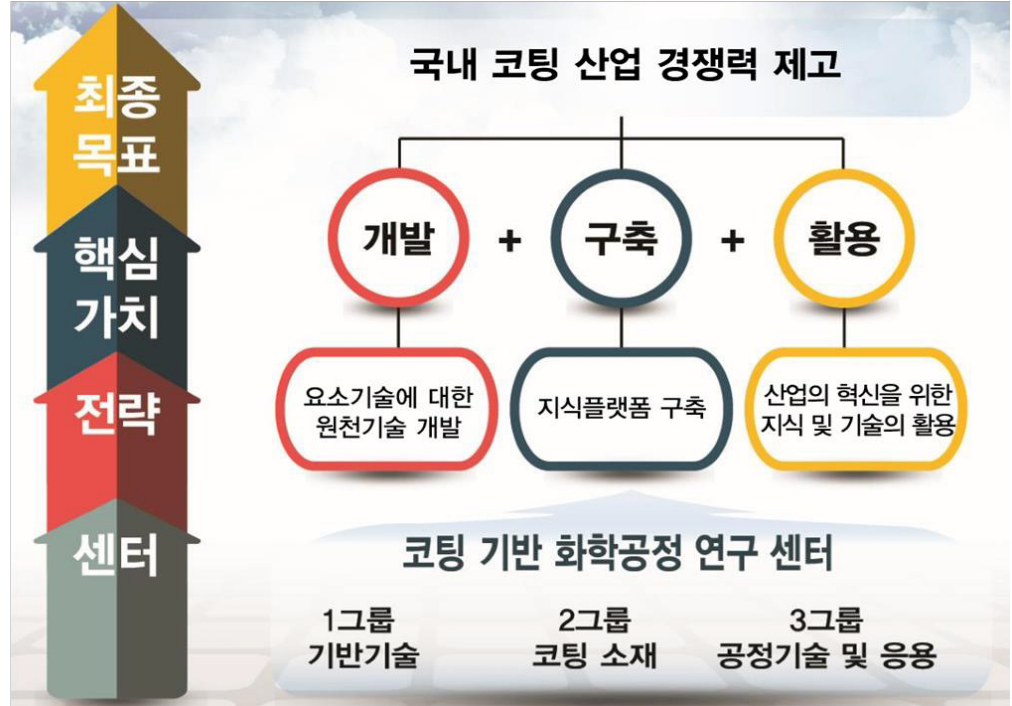 최종
목표
국내 코팅 산업 경쟁력 제고
핵심
가치
개발 + 구축 + 활용
전략
요소기술에 대한
원천기술 개발
지식플랫폼 구축
산업의 혁신을 위한
지식 및 기술의 활용
센터
코팅 기반 화학공정 연구 센터
1그룹
기반기술
2그룹
코팅 소재
3그룹
공정기술 및 응용